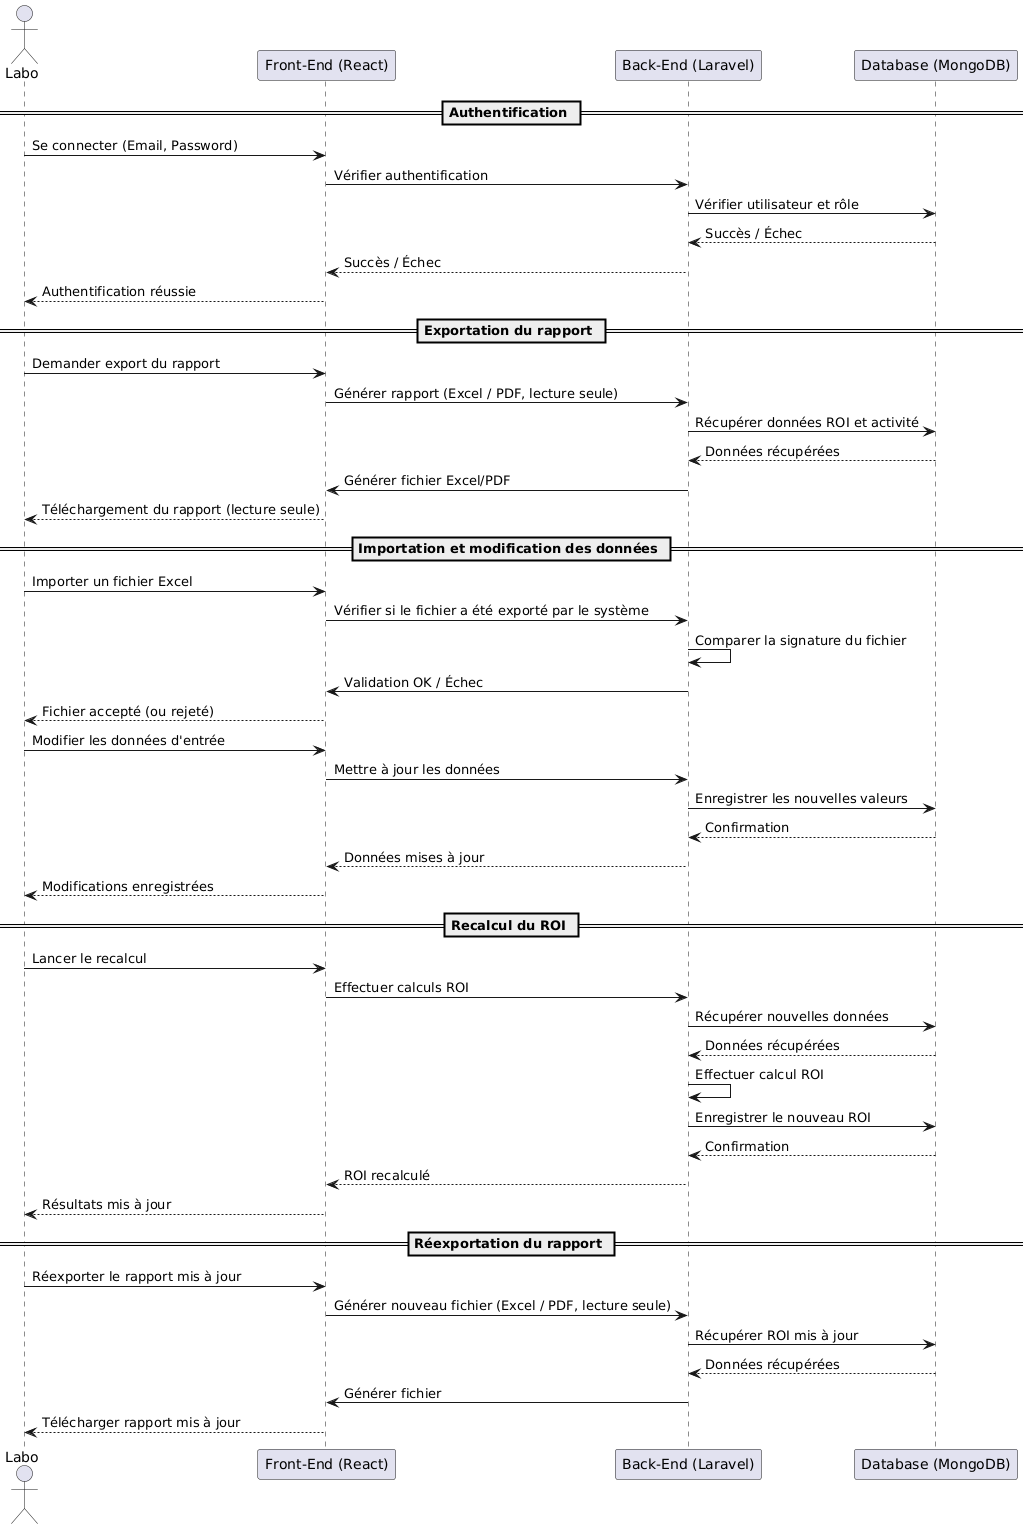 Labo
Front-End (React)
Back-End (Laravel)
Database (MongoDB)
Authentification
Se connecter (Email, Password)
Vérifier authentification
Vérifier utilisateur et rôle
Succès / Échec
Succès / Échec
Authentification réussie
Exportation du rapport
Demander export du rapport
Générer rapport (Excel / PDF, lecture seule)
Récupérer données ROI et activité
Données récupérées
Générer fichier Excel/PDF
Téléchargement du rapport (lecture seule)
Importation et modification des données
Importer un fichier Excel
Vérifier si le fichier a été exporté par le système
Comparer la signature du fichier
Validation OK / Échec
Fichier accepté (ou rejeté)
Modifier les données d'entrée
Mettre à jour les données
Enregistrer les nouvelles valeurs
Confirmation
Données mises à jour
Modifications enregistrées
Recalcul du ROI
Lancer le recalcul
Effectuer calculs ROI
Récupérer nouvelles données
Données récupérées
Effectuer calcul ROI
Enregistrer le nouveau ROI
Confirmation
ROI recalculé
Résultats mis à jour
Réexportation du rapport
Réexporter le rapport mis à jour
Générer nouveau fichier (Excel / PDF, lecture seule)
Récupérer ROI mis à jour
Données récupérées
Générer fichier
Télécharger rapport mis à jour
Labo
Front-End (React)
Back-End (Laravel)
Database (MongoDB)